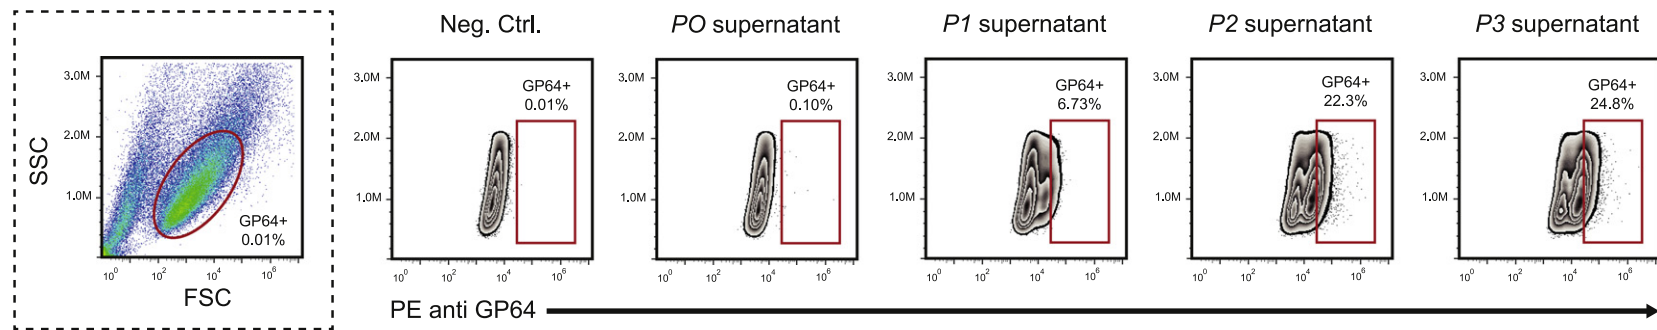 Neg. Ctrl.
PO supernatant
P1 supernatant
P2 supernatant
P3 supernatant
3.0M
2.0M
1.0M
SSC
GP64+
0.01%
10^0 10^2 10^4 10^6
FSC
3.0M
2.0M
1.0M
GP64+
0.01%
10^0 10^2 10^4 10^6
3.0M
2.0M
1.0M
GP64+
0.10%
10^0 10^2 10^4 10^6
3.0M
2.0M
1.0M
GP64+
6.73%
10^0 10^2 10^4 10^6
3.0M
2.0M
1.0M
GP64+
22.3%
10^0 10^2 10^4 10^6
3.0M
2.0M
1.0M
GP64+
24.8%
10^0 10^2 10^4 10^6
PE anti GP64